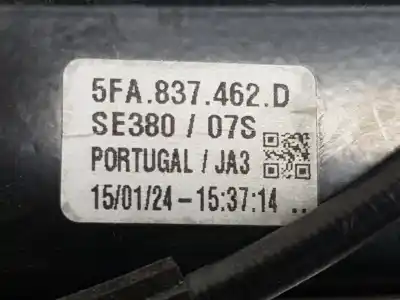 5FA.837.462.D
SE380 / 07S
PORTUGAL / JA3
15/01/24-15:37:14 ..